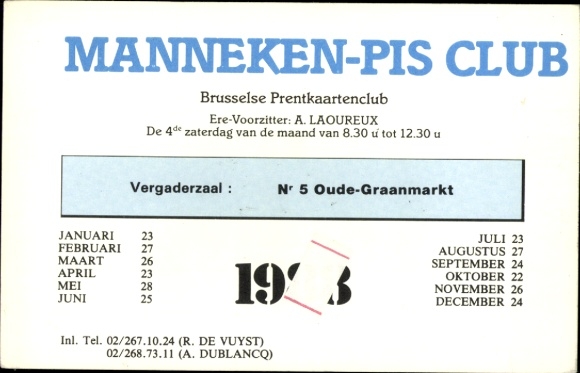 MANNEKEN-PIS CLUB
Brusselse Prentkaartenclub
Ere-Voorzitter: A. LAOUREUX
De 4de zaterdag van de maand van 8.30 u tot 12.30 u
Vergaderzaal : Nr 5 Oude-Graanmarkt
JANUARI 23
FEBRUARI 27
MAART 26
APRIL 23
MEI 28
JUNI 25
JULI 23
AUGUSTUS 27
SEPTEMBER 24
OKTOBER 22
NOVEMBER 26
DECEMBER 24
Inl. Tel. 02/267.10.24 (R. DE VUYST)
02/268.73.11 (A. DUBLANCQ)